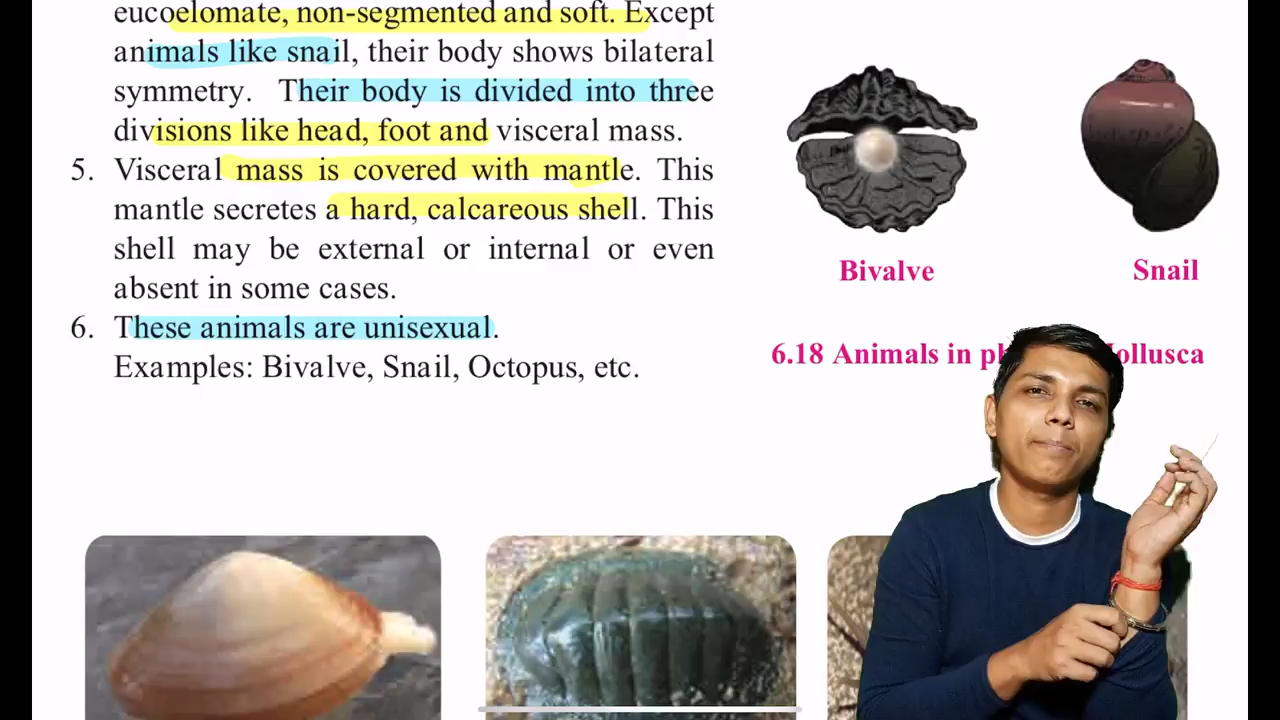 eucoelomate, non-segmented and soft. Except
animals like snail, their body shows bilateral
symmetry. Their body is divided into three
divisions like head, foot and visceral mass.
5. Visceral mass is covered with mantle. This
mantle secretes a hard, calcareous shell. This
shell may be external or internal or even
absent in some cases.
6. These animals are unisexual.
Examples: Bivalve, Snail, Octopus, etc.
Bivalve
Snail
6.18 Animals in ollusca